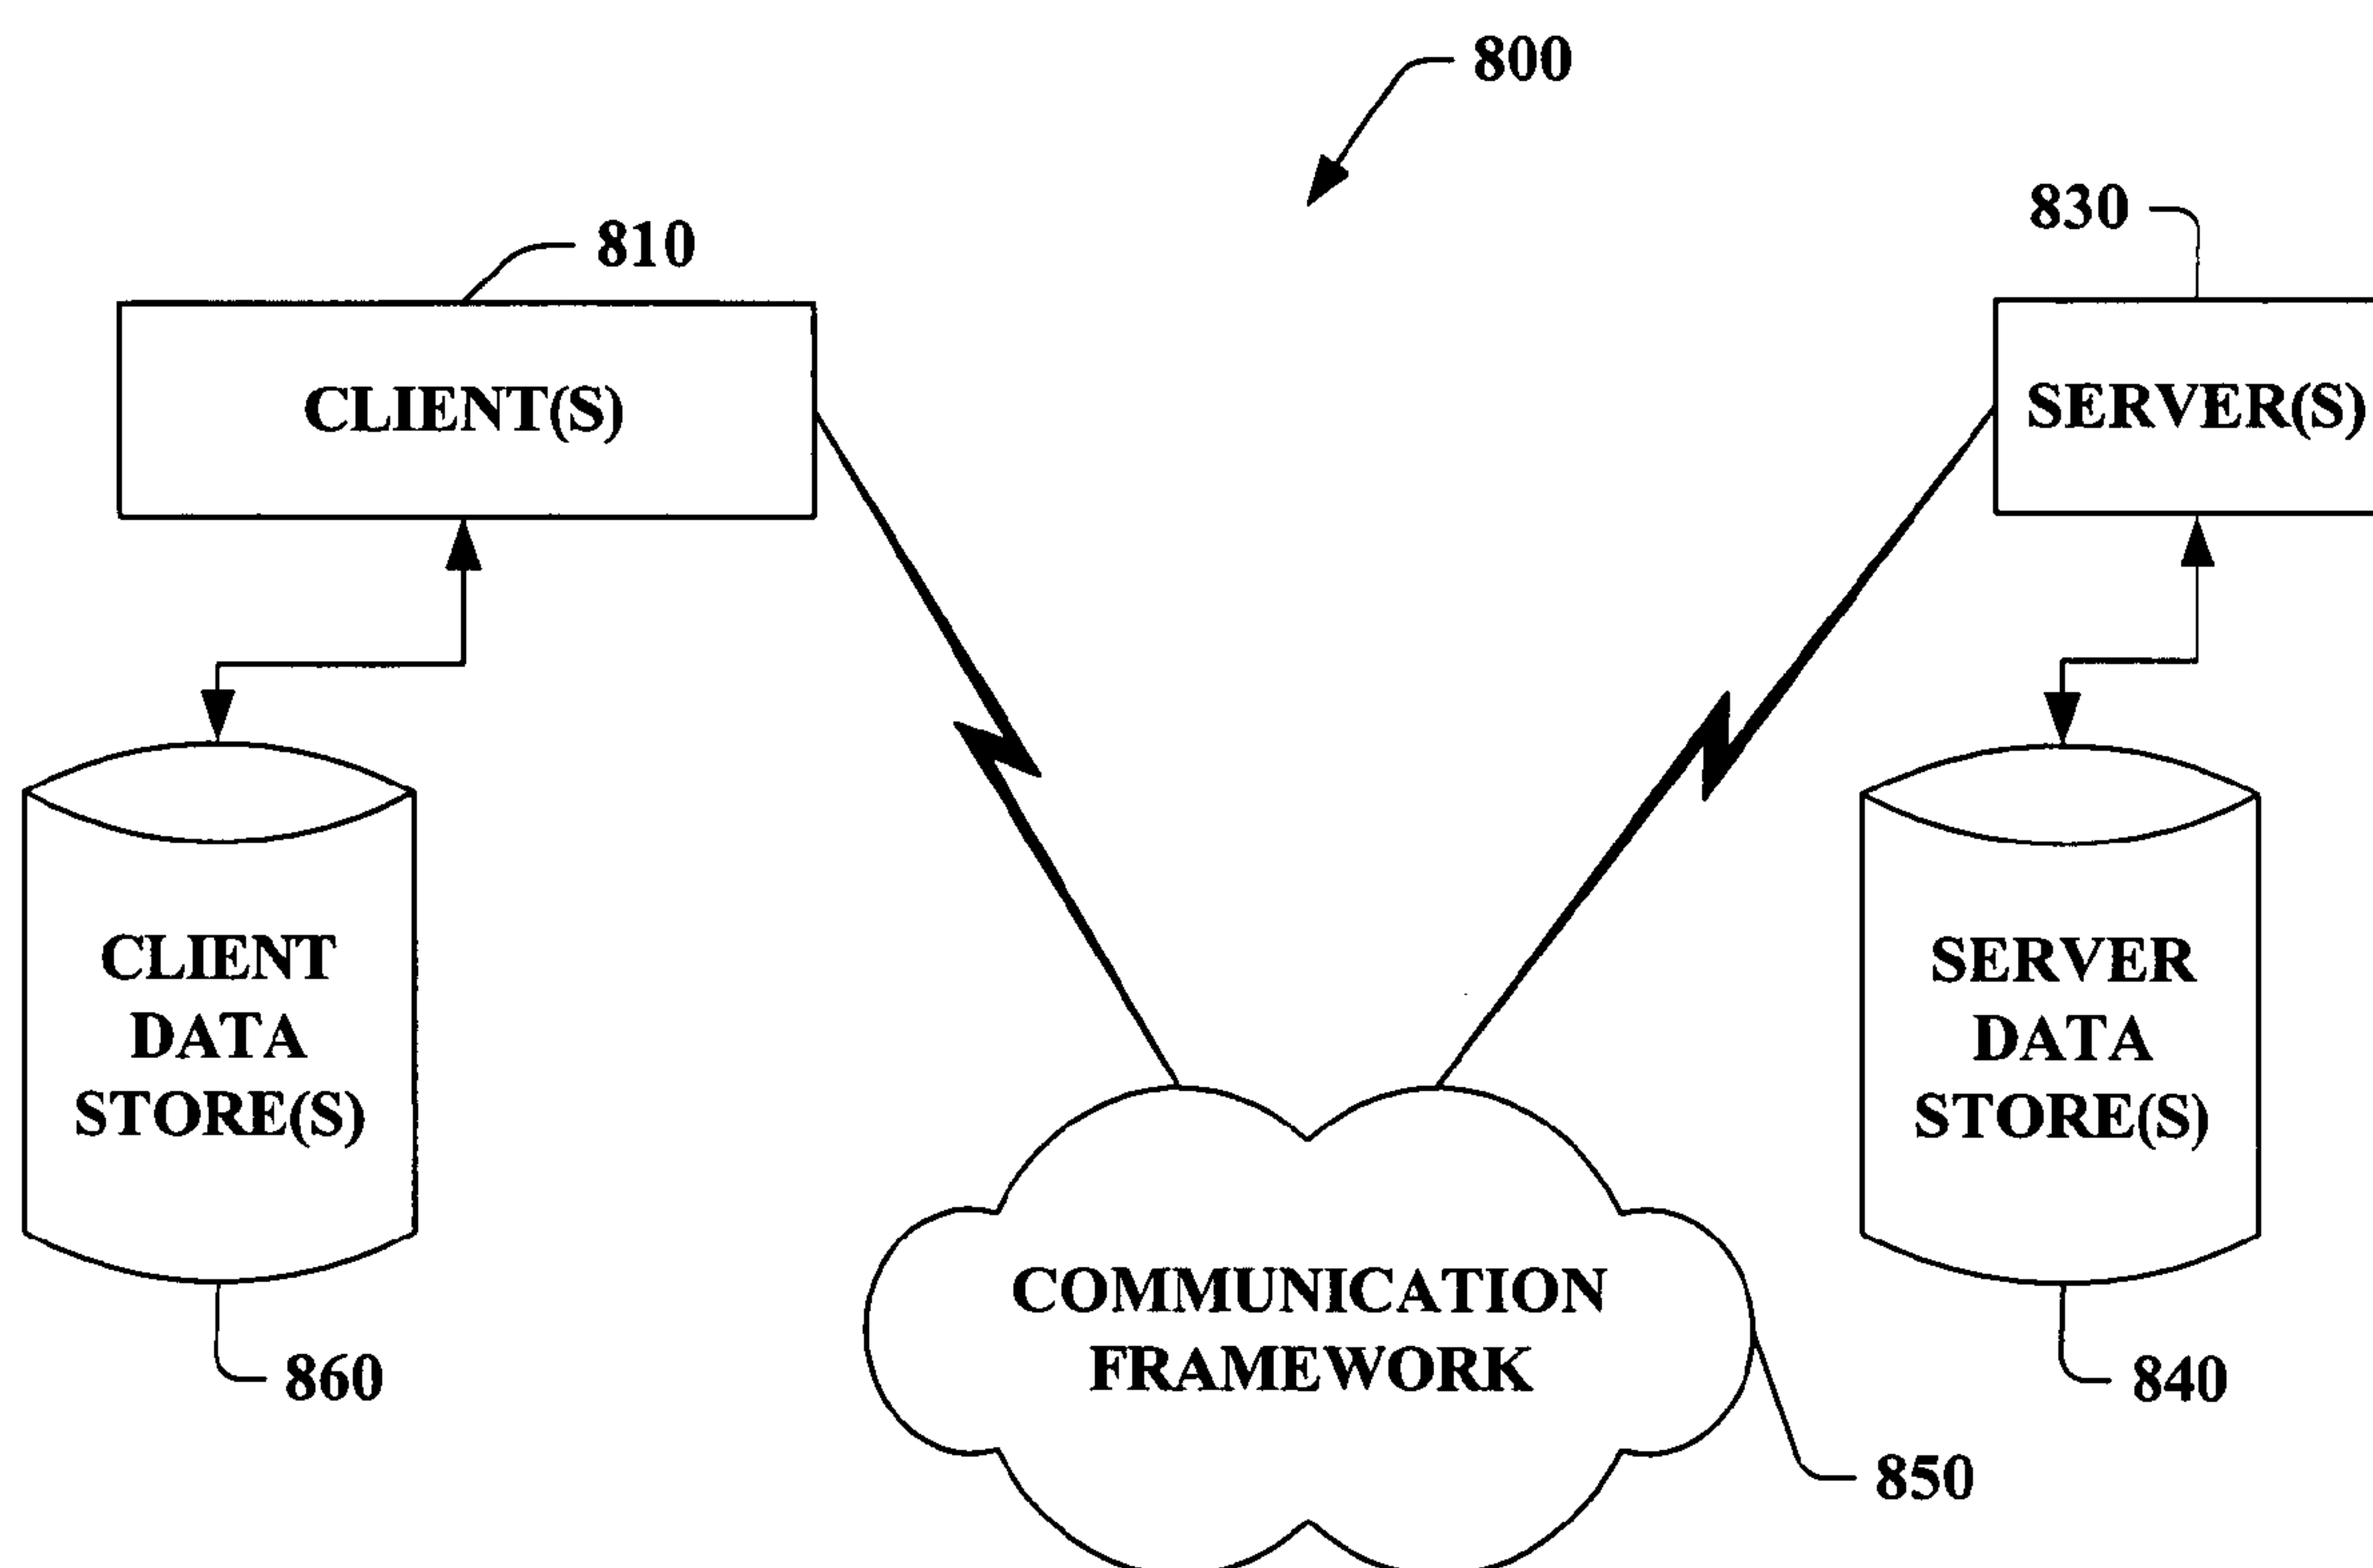 800
810
830
CLIENT(S)
SERVER(S)
CLIENT
DATA
STORE(S)
SERVER
DATA
STORE(S)
COMMUNICATION
FRAMEWORK
860
840
850